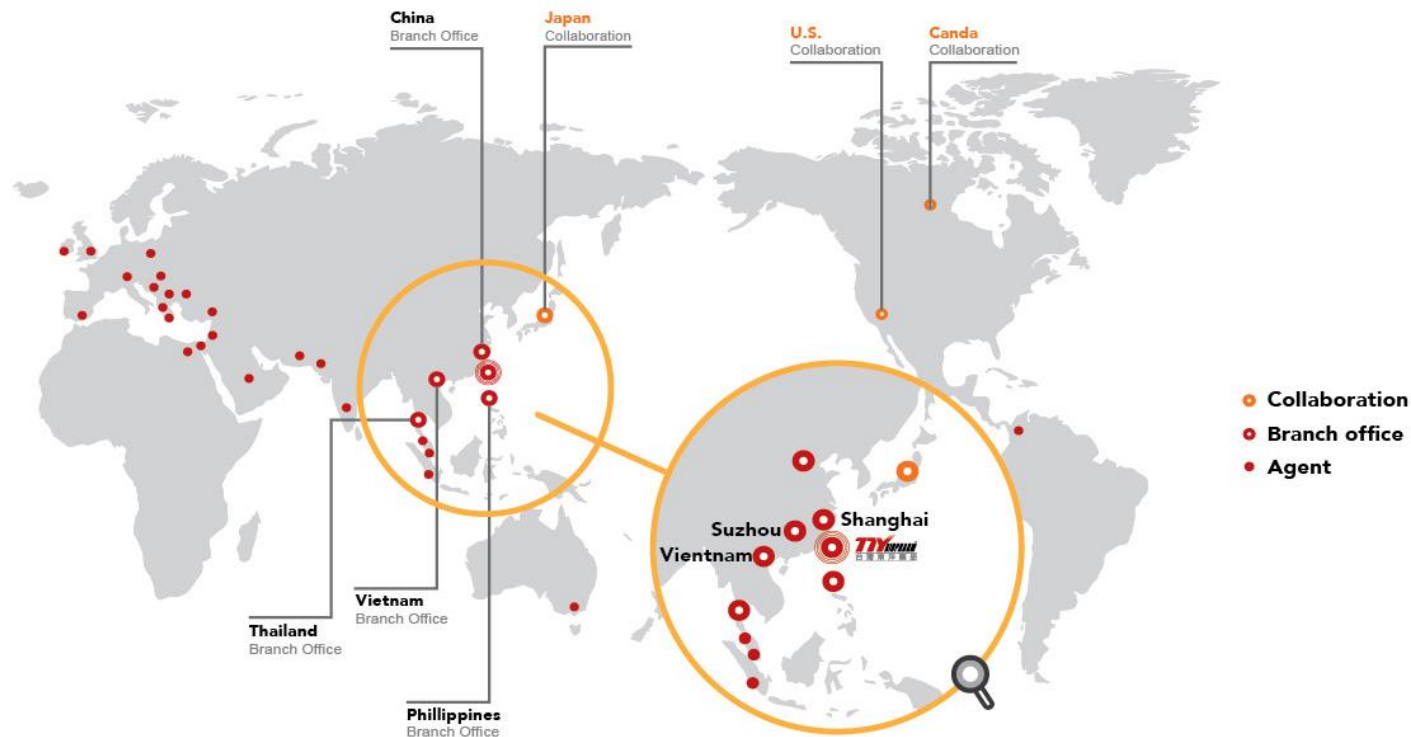 China
Branch Office
Japan
Collaboration
U.S.
Collaboration
Canda
Collaboration
Collaboration
Branch office
Agent
Suzhou
Shanghai
Vientnam
TTY
Vietnam
Branch Office
Thailand
Branch Office
Phillippines
Branch Office